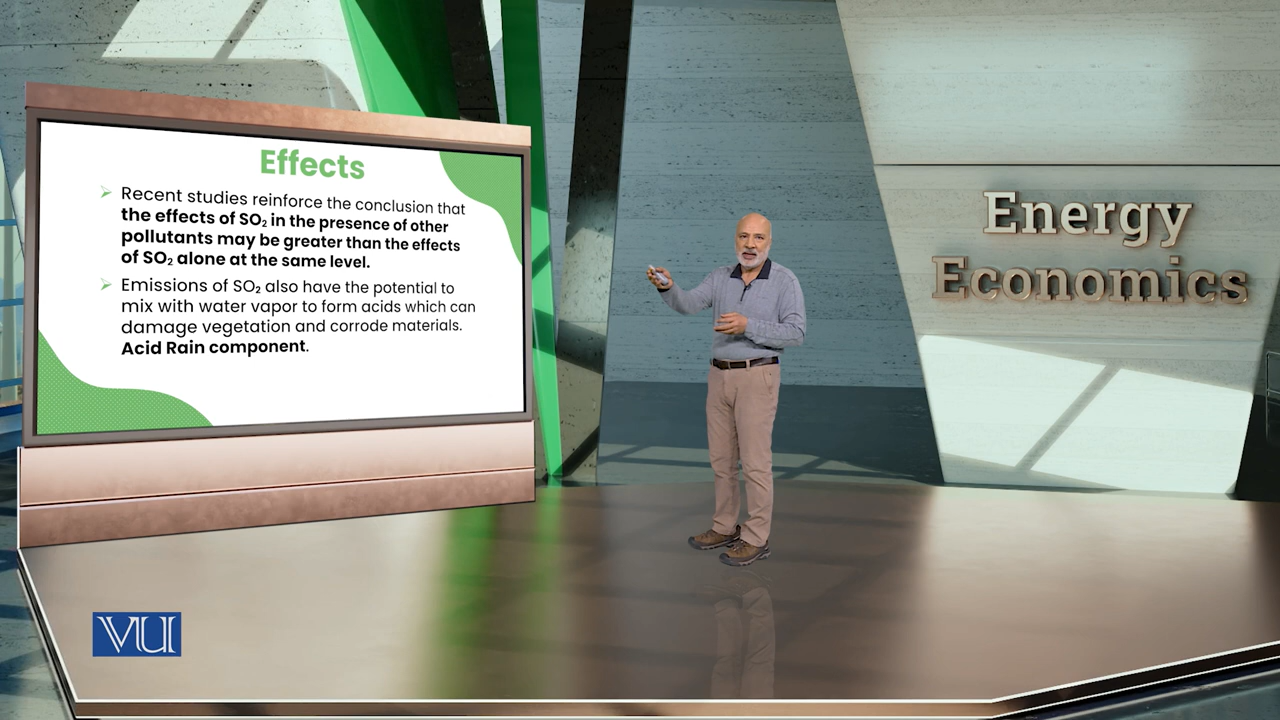 Effects
Recent studies reinforce the conclusion that
the effects of SO₂ in the presence of other
pollutants may be greater than the effects
of SO₂ alone at the same level.
Emissions of SO₂ also have the potential to
mix with water vapor to form acids which can
damage vegetation and corrode materials.
Acid Rain component.
Energy
Economics
VU